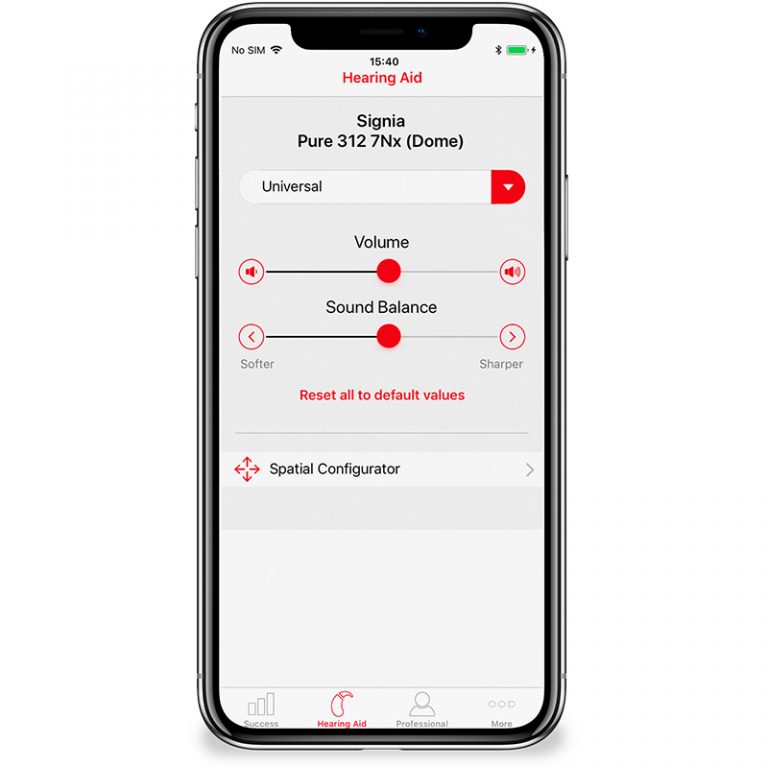 No SIM
15:40
Hearing Aid
Signia
Pure 312 7Nx (Dome)
Universal
Volume
Sound Balance
Softer Sharper
Reset all to default values
Spatial Configurator
Success Hearing Aid Professional More